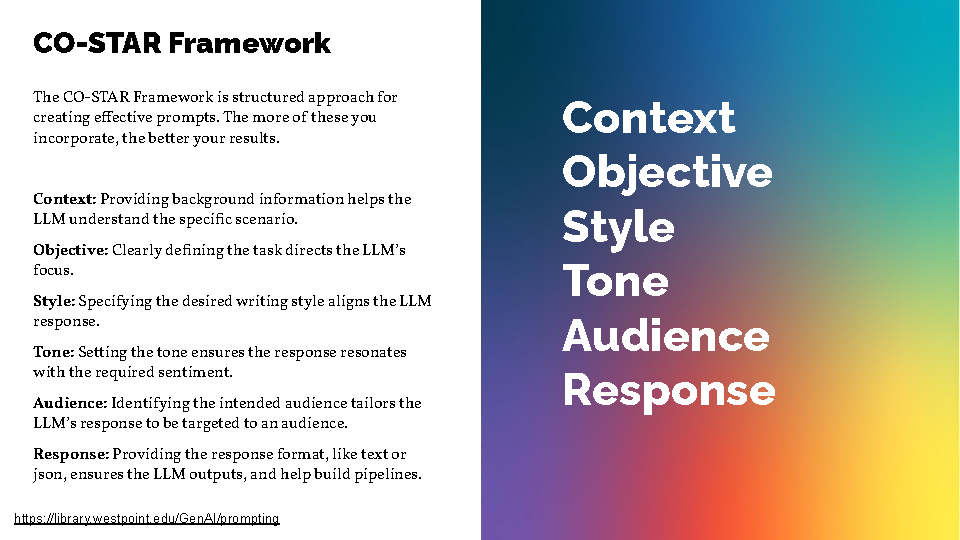 CO-STAR Framework
The CO-STAR Framework is structured approach for
creating effective prompts. The more of these you
incorporate, the better your results.
Context: Providing background information helps the
LLM understand the specific scenario.
Objective: Clearly defining the task directs the LLM's
focus.
Style: Specifying the desired writing style aligns the LLM
response.
Tone: Setting the tone ensures the response resonates
with the required sentiment.
Audience: Identifying the intended audience tailors the
LLM's response to be targeted to an audience.
Response: Providing the response format, like text or
json, ensures the LLM outputs, and help build pipelines.
https://library.westpoint.edu/GenAI/prompting
Context
Objective
Style
Tone
Audience
Response